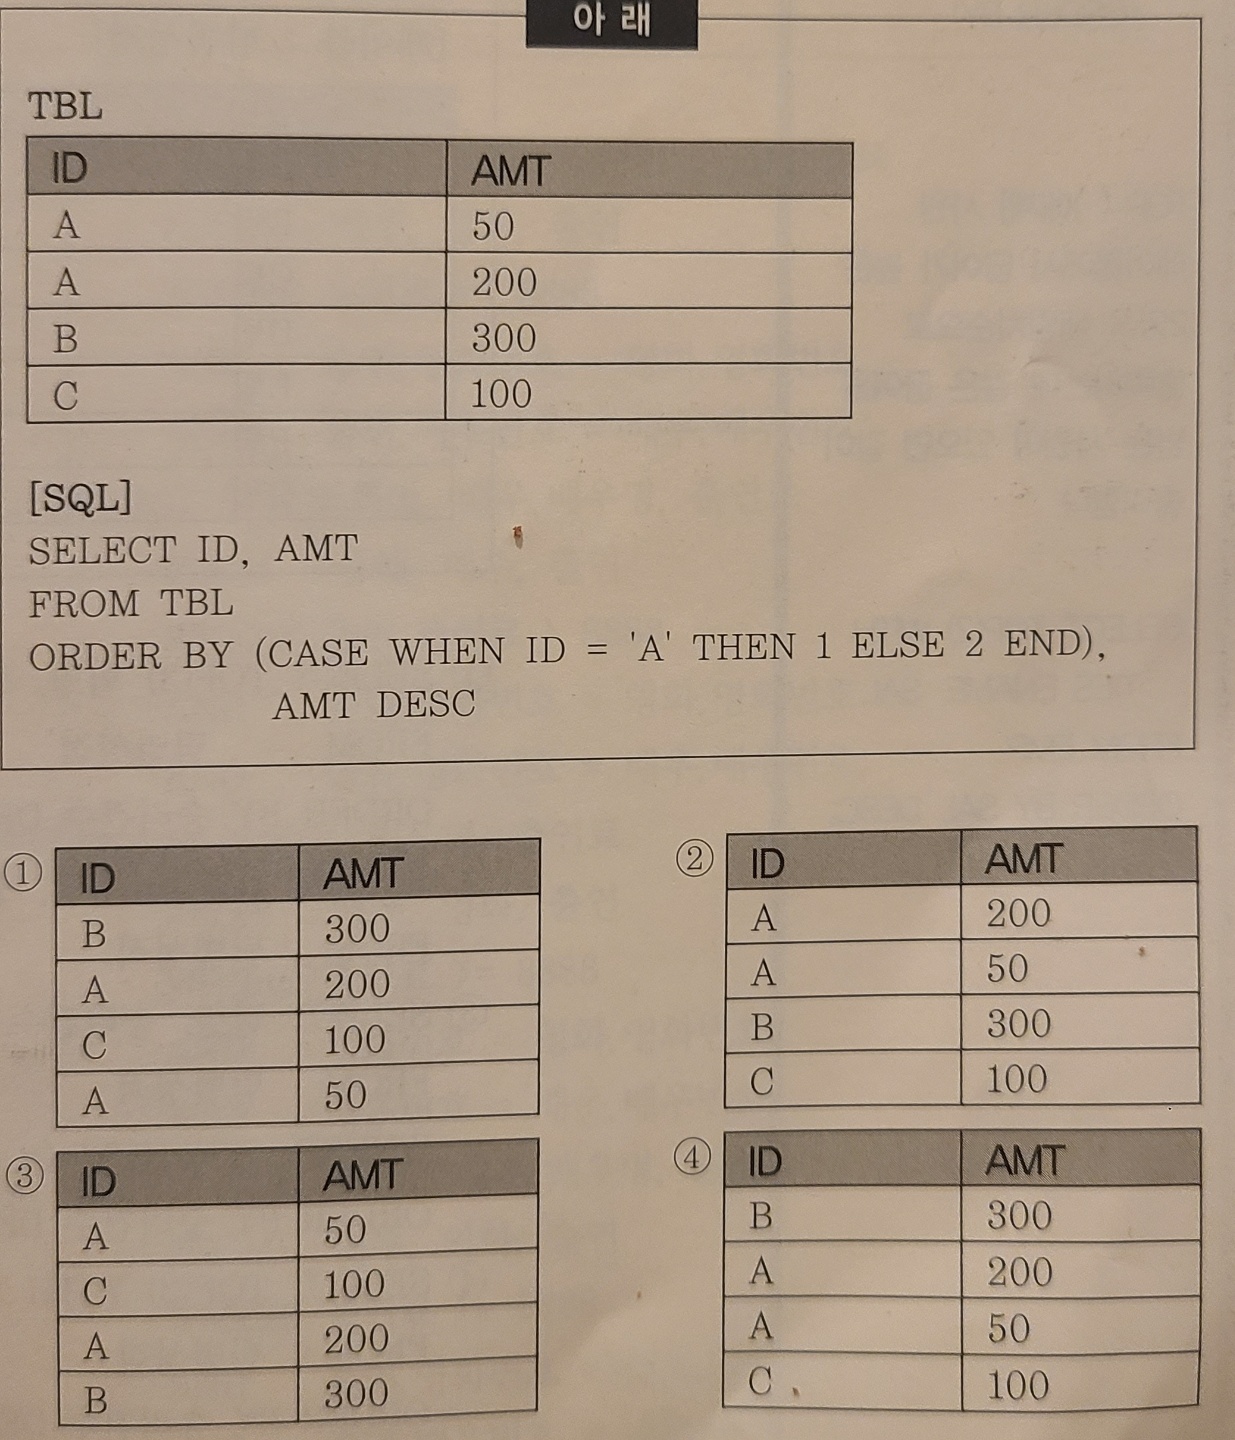 아 래
TBL
ID AMT
A 50
A 200
B 300
C 100
[SQL]
SELECT ID, AMT
FROM TBL
ORDER BY (CASE WHEN ID = 'A' THEN 1 ELSE 2 END),
AMT DESC
① ID AMT
B 300
A 200
C 100
A 50
② ID AMT
A 200
A 50
B 300
C 100
③ ID AMT
A 50
C 100
A 200
B 300
④ ID AMT
B 300
A 200
A 50
C 100